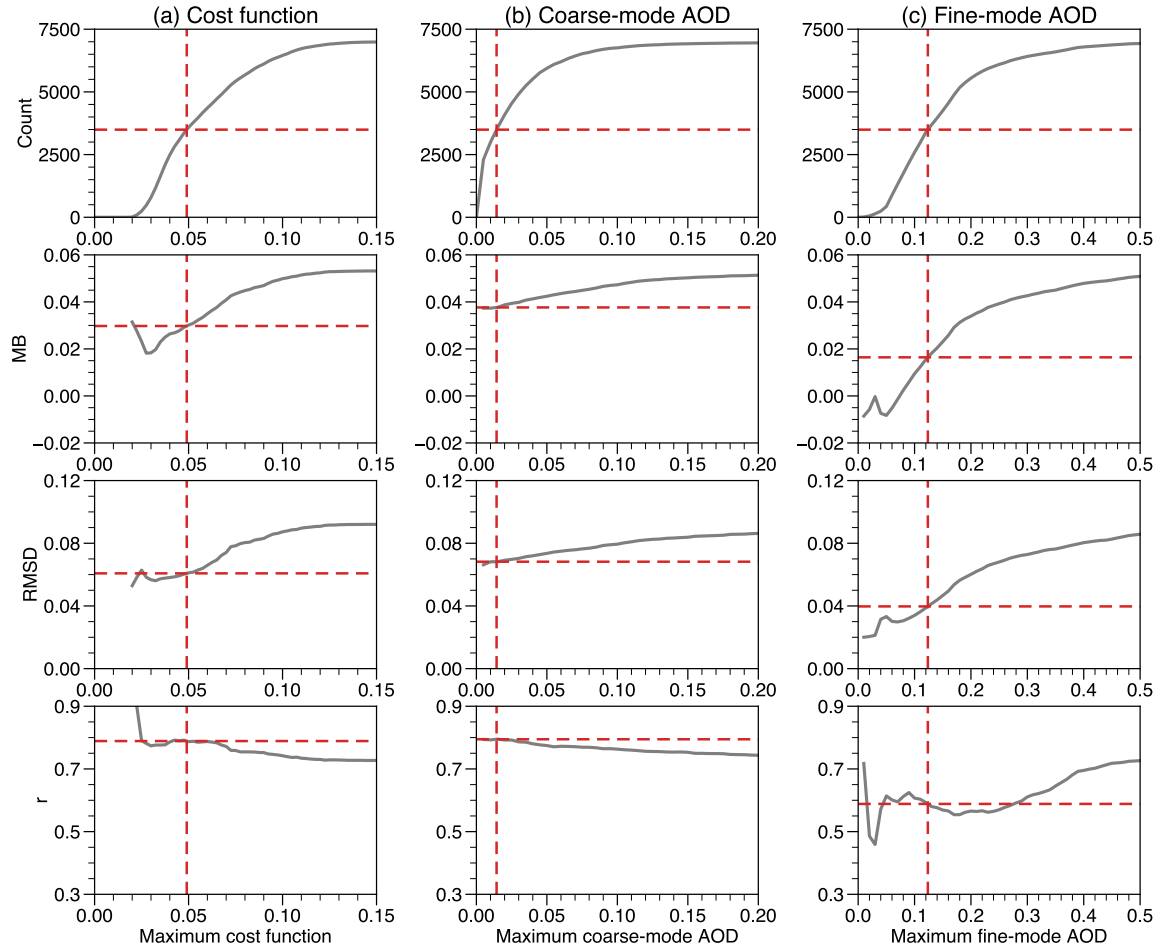 (a) Cost function
(b) Coarse-mode AOD
(c) Fine-mode AOD
7500 7500 7500
5000 5000 5000
Count
2500 2500 2500
0 0 0
0.00 0.05 0.10 0.15 0.00 0.05 0.10 0.15 0.20 0.0 0.1 0.2 0.3 0.4 0.5
0.06 0.06 0.06
0.04 0.04 0.04
MB
0.02 0.02 0.02
0.00 0.00 0.00
−0.02 −0.02 −0.02
0.00 0.05 0.10 0.15 0.00 0.05 0.10 0.15 0.20 0.0 0.1 0.2 0.3 0.4 0.5
0.12 0.12 0.12
0.08 0.08 0.08
RMSD
0.04 0.04 0.04
0.00 0.00 0.00
0.00 0.05 0.10 0.15 0.00 0.05 0.10 0.15 0.20 0.0 0.1 0.2 0.3 0.4 0.5
0.9 0.9 0.9
0.7 0.7 0.7
r
0.5 0.5 0.5
0.3 0.3 0.3
0.00 0.05 0.10 0.15 0.00 0.05 0.10 0.15 0.20 0.0 0.1 0.2 0.3 0.4 0.5
Maximum cost function
Maximum coarse-mode AOD
Maximum fine-mode AOD